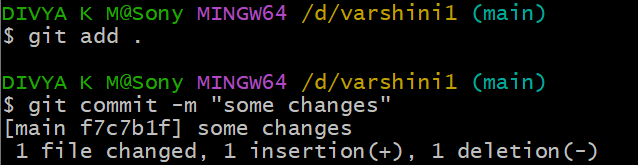 DIVYA K M@Sony MINGW64 /d/varshini1 (main)
$ git add .
DIVYA K M@Sony MINGW64 /d/varshini1 (main)
$ git commit -m "some changes"
[main f7c7b1f] some changes
1 file changed, 1 insertion(+), 1 deletion(-)